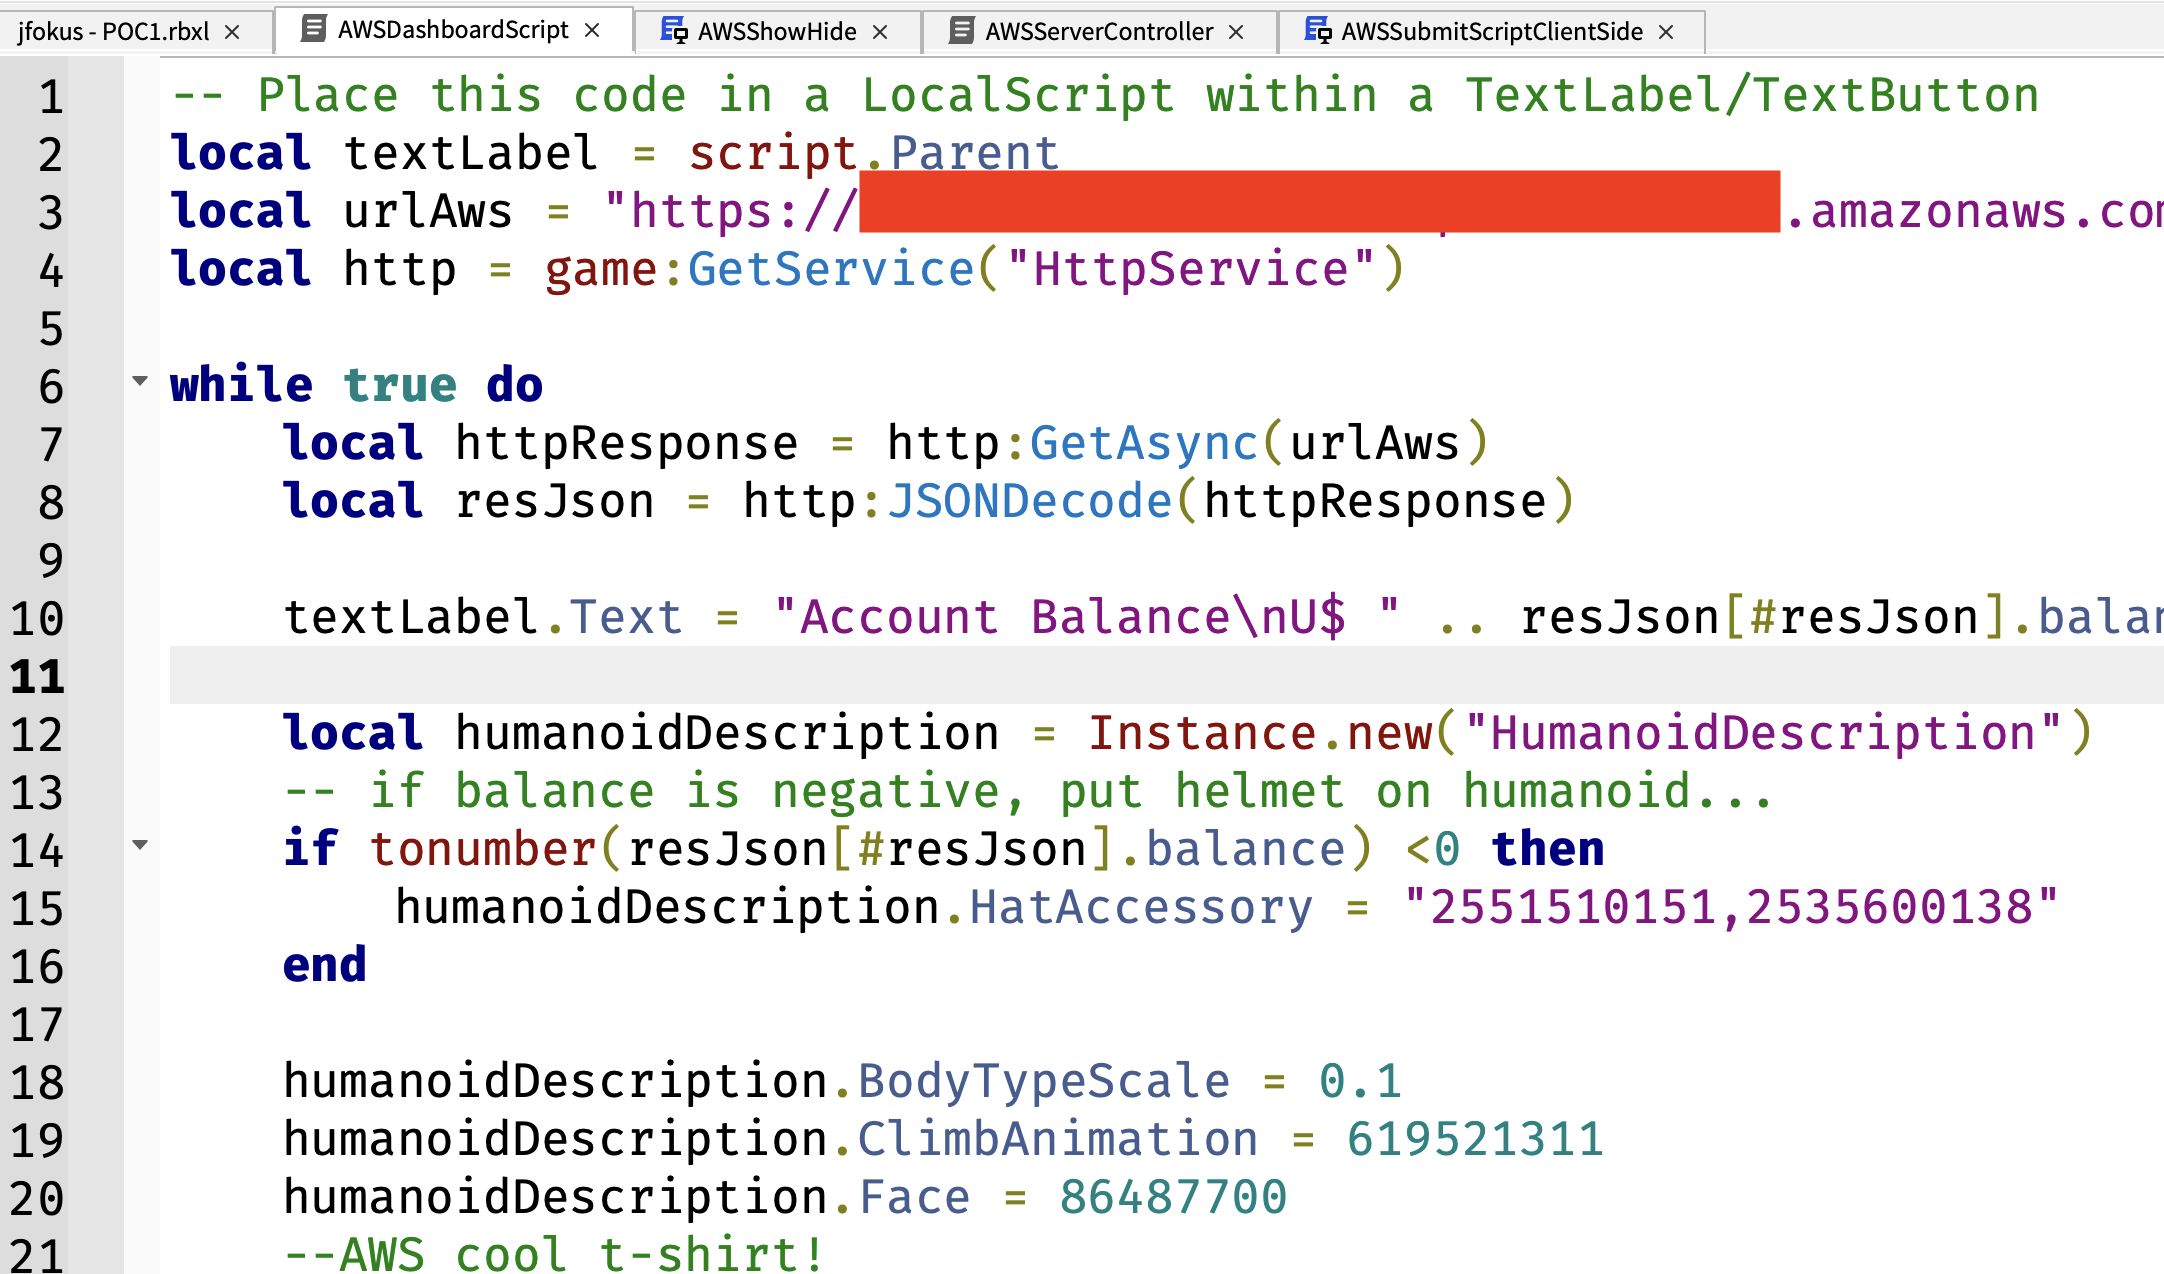 jfokus - POC1.rbxl × AWSDashboardScript × AWSShowHide × AWSServerController × AWSSubmitScriptClientSide ×
1 -- Place this code in a LocalScript within a TextLabel/TextButton
2 local textLabel = script.Parent
3 local urlAws = "https:// .amazonaws.com
4 local http = game:GetService("HttpService")
5
6 while true do
7 local httpResponse = http:GetAsync(urlAws)
8 local resJson = http:JSONDecode(httpResponse)
9
10 textLabel.Text = "Account Balance\nU$ " .. resJson[#resJson].balan
11
12 local humanoidDescription = Instance.new("HumanoidDescription")
13 -- if balance is negative, put helmet on humanoid...
14 if tonumber(resJson[#resJson].balance) <0 then
15 humanoidDescription.HatAccessory = "2551510151,2535600138"
16 end
17
18 humanoidDescription.BodyTypeScale = 0.1
19 humanoidDescription.ClimbAnimation = 619521311
20 humanoidDescription.Face = 86487700
21 --AWS cool t-shirt!